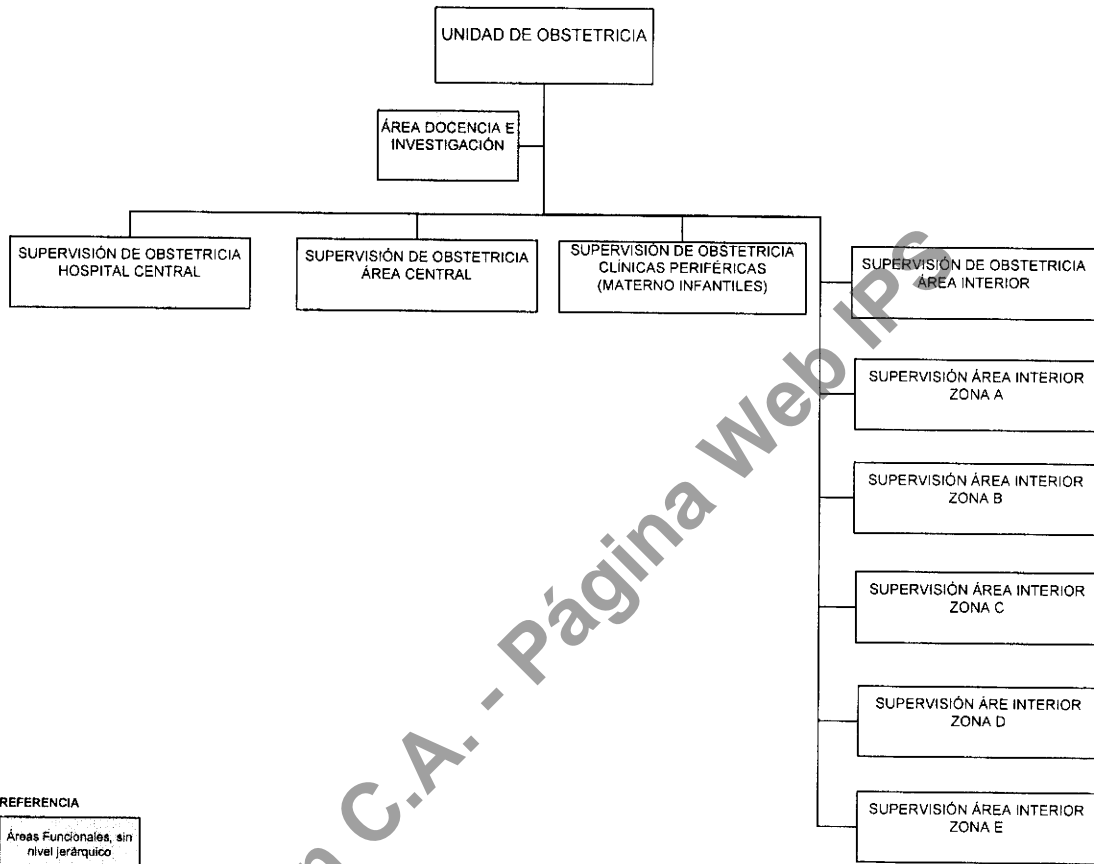 UNIDAD DE OBSTETRICIA
ÁREA DOCENCIA E
INVESTIGACIÓN
SUPERVISIÓN DE OBSTETRICIA
HOSPITAL CENTRAL
SUPERVISIÓN DE OBSTETRICIA
ÁREA CENTRAL
SUPERVISIÓN DE OBSTETRICIA
CLÍNICAS PERIFÉRICAS
(MATERNO INFANTILES)
SUPERVISIÓN DE OBSTETRICIA
ÁREA INTERIOR
SUPERVISIÓN ÁREA INTERIOR
ZONA A
SUPERVISIÓN ÁREA INTERIOR
ZONA B
SUPERVISIÓN ÁREA INTERIOR
ZONA C
SUPERVISIÓN ÁRE INTERIOR
ZONA D
SUPERVISIÓN ÁREA INTERIOR
ZONA E
REFERENCIA
Áreas Funcionales, sin
nivel jerárquico
C.A. - Página Web IPS